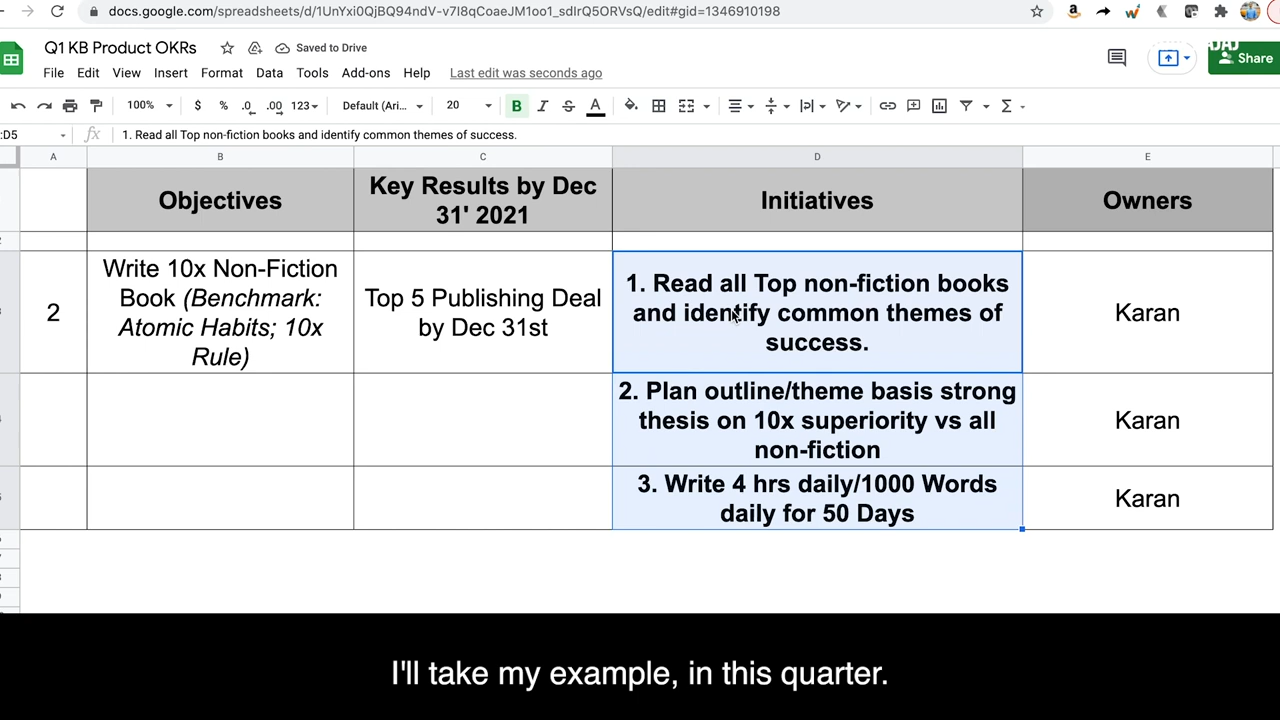 docs.google.com/spreadsheets/d/1UnYxi0QjBQ94ndV-v7I8qCoaeJM1oo1_sdlrQ5ORVsQ/edit#gid=1346910198
Q1 KB Product OKRs
Saved to Drive
Share
File Edit View Insert Format Data Tools Add-ons Help Last edit was seconds ago
100% $ % .0 .00 123 Default (Ari... 20 B I S A
:D5 fx 1. Read all Top non-fiction books and identify common themes of success.
A B C D E
Objectives
Key Results by Dec
31' 2021
Initiatives
Owners
2
Write 10x Non-Fiction
Book (Benchmark:
Atomic Habits; 10x
Rule)
Top 5 Publishing Deal
by Dec 31st
1. Read all Top non-fiction books
and identify common themes of
success.
Karan
2. Plan outline/theme basis strong
thesis on 10x superiority vs all
non-fiction
Karan
3. Write 4 hrs daily/1000 Words
daily for 50 Days
Karan
I'll take my example, in this quarter.